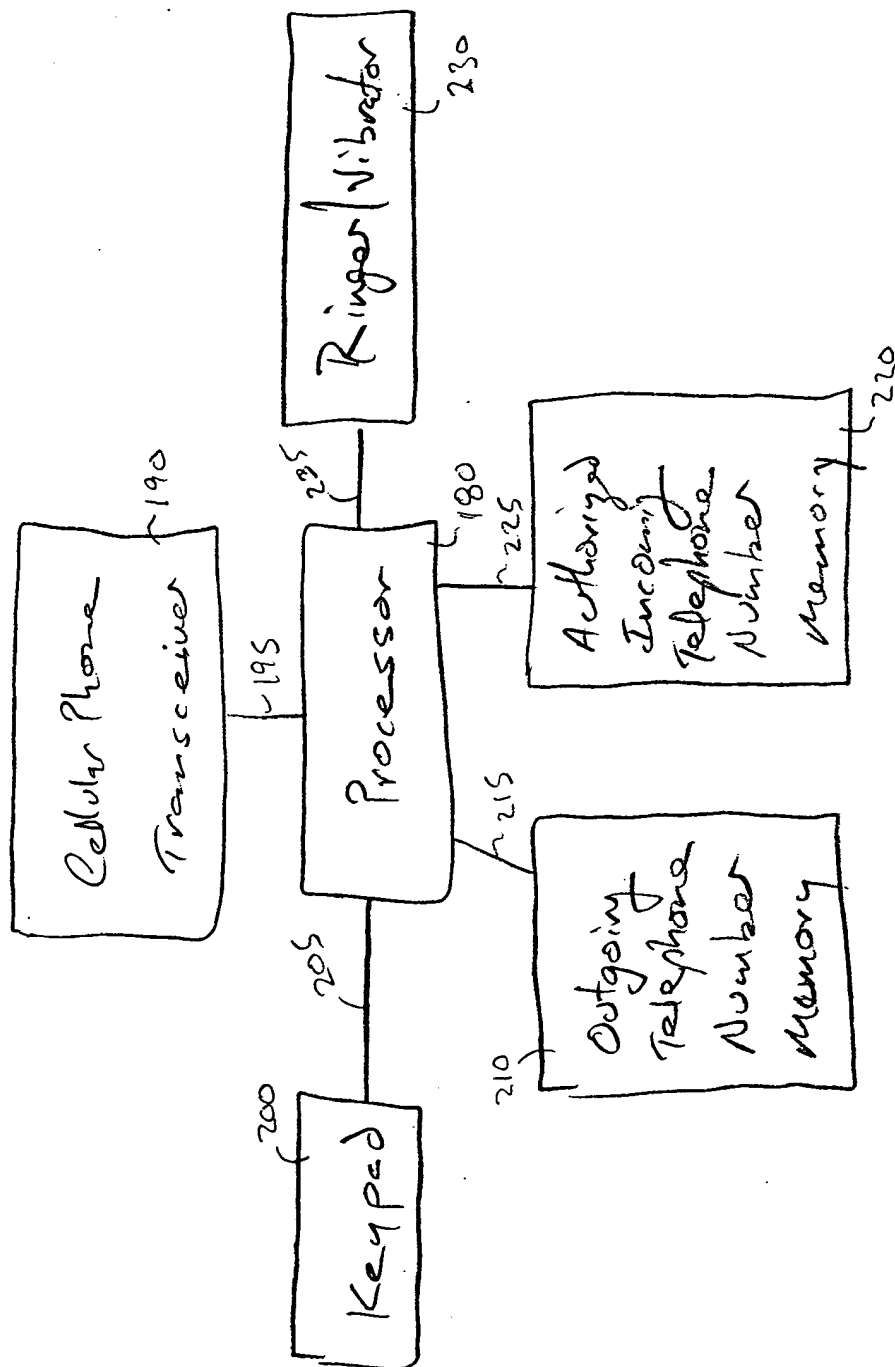 Cellular Phone
Transceiver
190
195
Keypad
200
205
Processor
180
235
Ringer/Vibrator
230
215
225
210
Outgoing
Telephone
Number
Memory
Authorized
Incoming
Telephone
Number
Memory
220